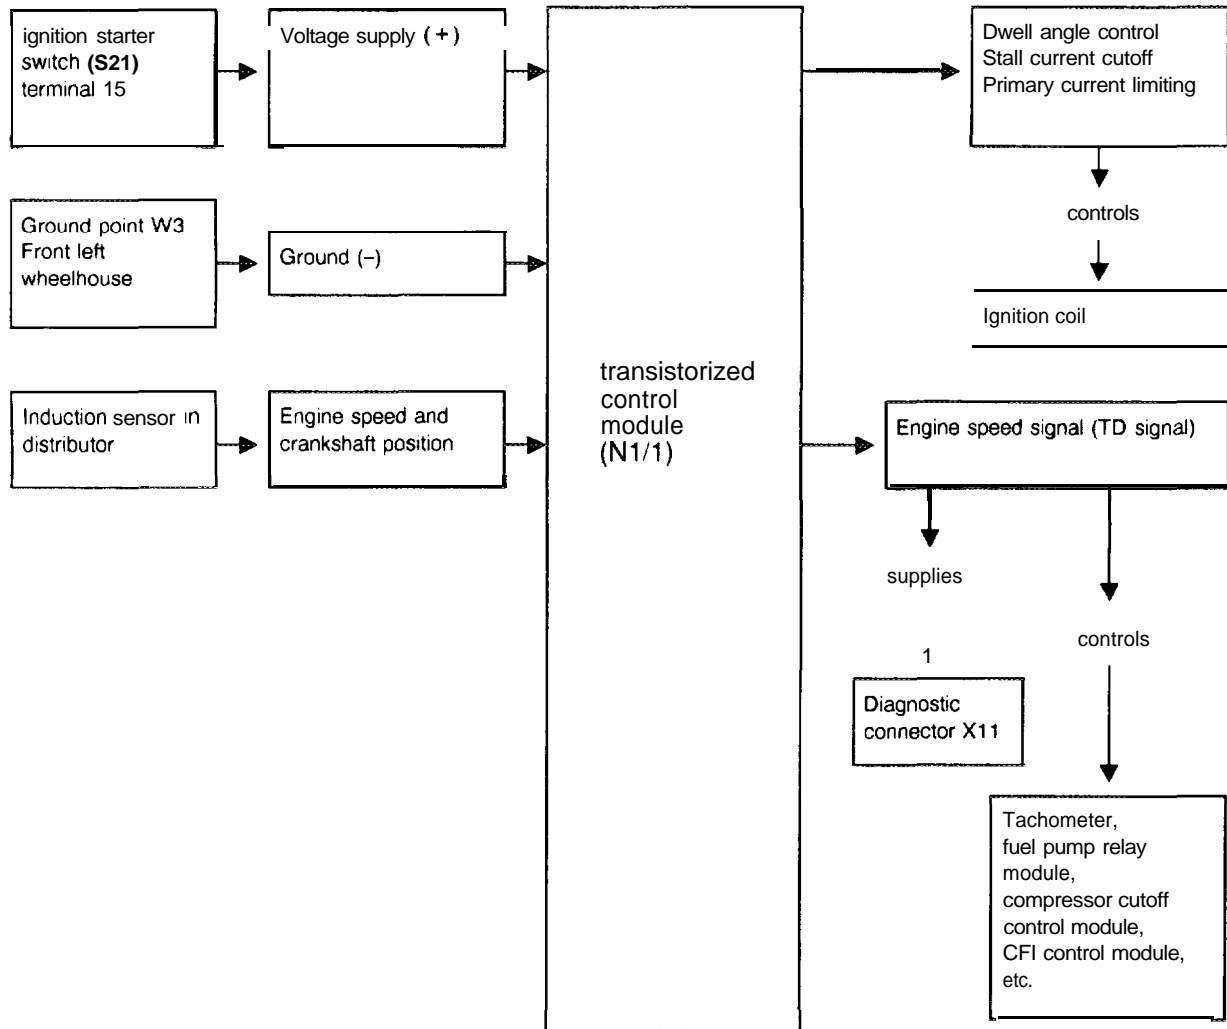 ignition starter
switch (S21)
terminal 15
Voltage supply (+)
Dwell angle control
Stall current cutoff
Primary current limiting
controls
Ignition coil
Ground point W3
Front left
wheelhouse
Ground (–)
Induction sensor in
distributor
Engine speed and
crankshaft position
transistorized
control
module
(N1/1)
Engine speed signal (TD signal)
supplies
controls
1
Diagnostic
connector X11
Tachometer,
fuel pump relay
module,
compressor cutoff
control module,
CFI control module,
etc.